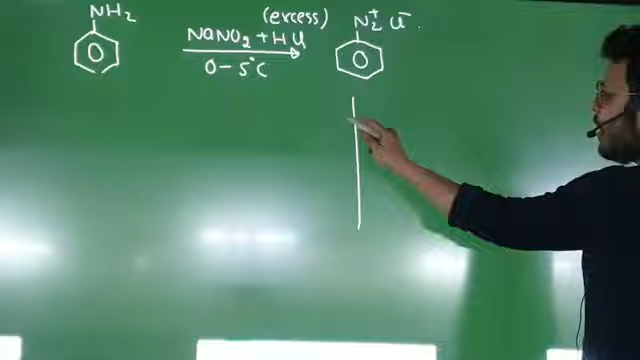 NH2
(excess)
NaNO2 + HCl
0-5°C
N2+ Cl-